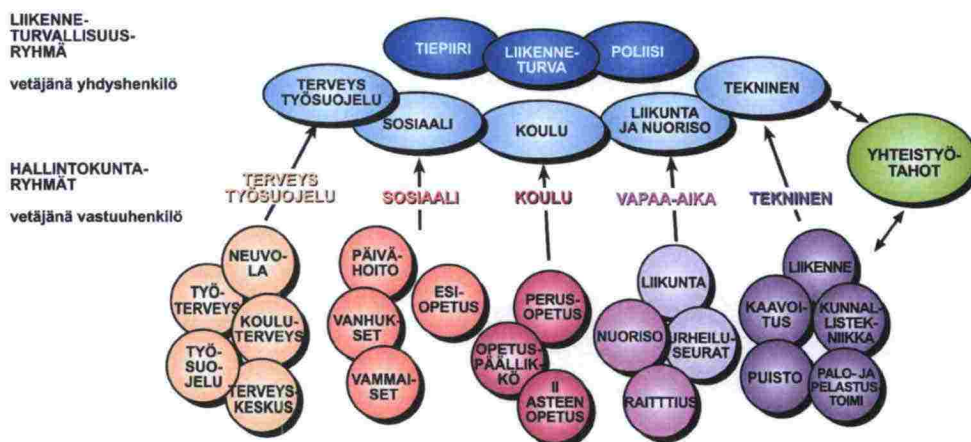 LIIKENNE-
TURVALLISUUS-
RYHMÄ
vetäjänä yhdyshenkilö
TIEPIIRI
LIIKENNE-
TURVA
POLIISI
TERVEYS
TYÖSUOJELU
SOSIAALI
KOULU
LIIKUNTA
JA NUORISO
TEKNINEN
YHTEISTYÖ-
TAHOT
HALLINTOKUNTA-
RYHMÄT
vetäjänä vastuuhenkilö
TERVEYS
TYÖSUOJELU
SOSIAALI
KOULU
VAPAA-AIKA
TEKNINEN
NEUVO-
LA
TYÖ-
TERVEYS
KOULU-
TERVEYS
TYÖ-
SUOJELU
TERVEYS-
KESKUS
PÄIVÄ-
HOITO
ESI-
OPETUS
VANHUK-
SET
VAMMAI-
SET
PERUS-
OPETUS
OPETUS-
PÄÄLLIK-
KÖ
II
ASTEEN
OPETUS
LIIKUNTA
NUORISO
URHEILU-
SEURAT
RAITTTIUS
LIIKENNE
KAAVOI-
TUS
KUNNAL-
LISTEK-
NIIKKA
PUISTO
PALO- JA
PELASTUS-
TOIMI